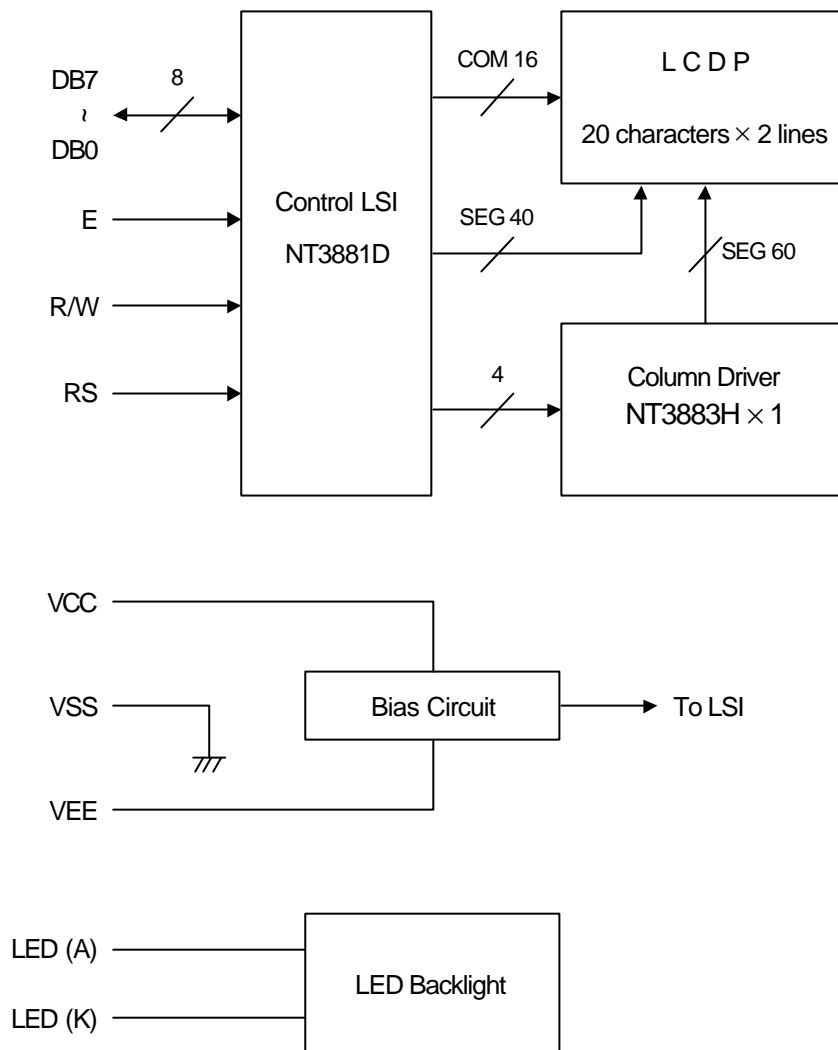 DB7
~
DB0
8
E
R/W
RS
Control LSI
NT3881D
COM 16
SEG 40
4
L C D P
20 characters × 2 lines
SEG 60
Column Driver
NT3883H × 1
VCC
VSS
VEE
Bias Circuit
To LSI
LED (A)
LED (K)
LED Backlight